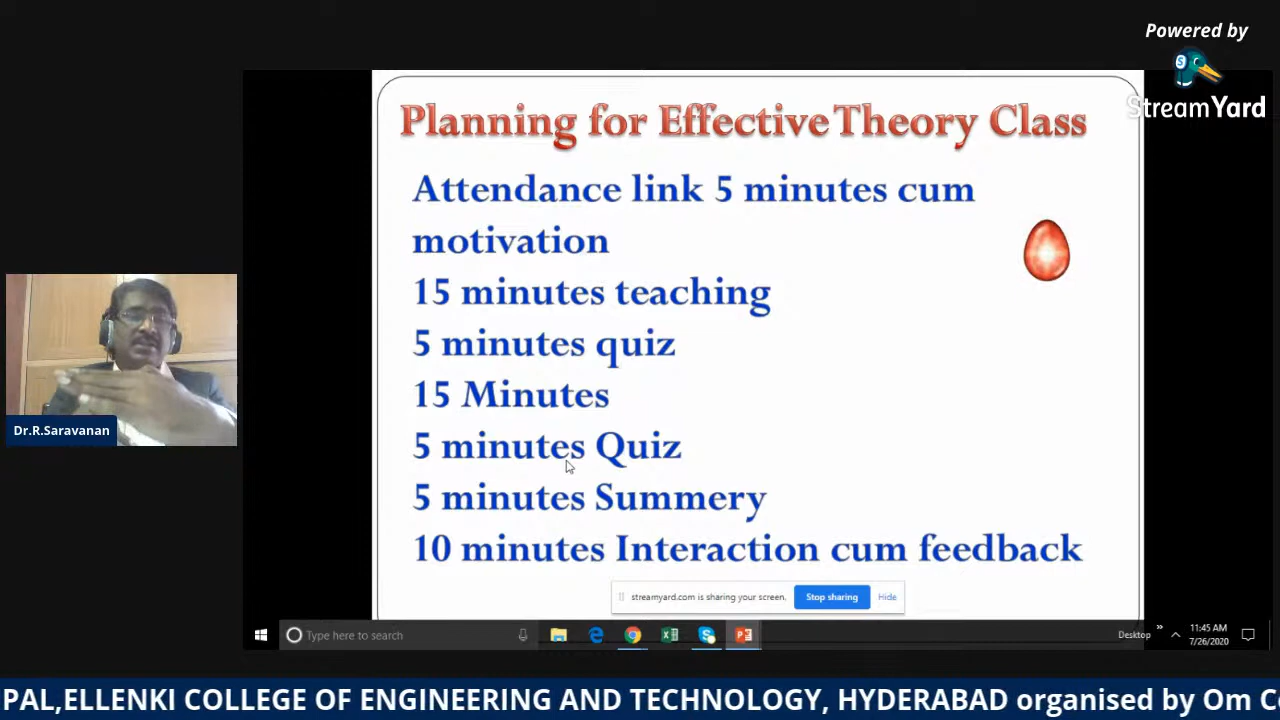 Powered by
StreamYard
Planning for Effective Theory Class
Attendance link 5 minutes cum
motivation
15 minutes teaching
5 minutes quiz
15 Minutes
5 minutes Quiz
5 minutes Summery
10 minutes Interaction cum feedback
Dr.R.Saravanan
streamyard.com is sharing your screen. Stop sharing Hide
Type here to search
Desktop
11:45 AM
7/26/2020
PAL,ELLENKI COLLEGE OF ENGINEERING AND TECHNOLOGY, HYDERABAD organised by Om C